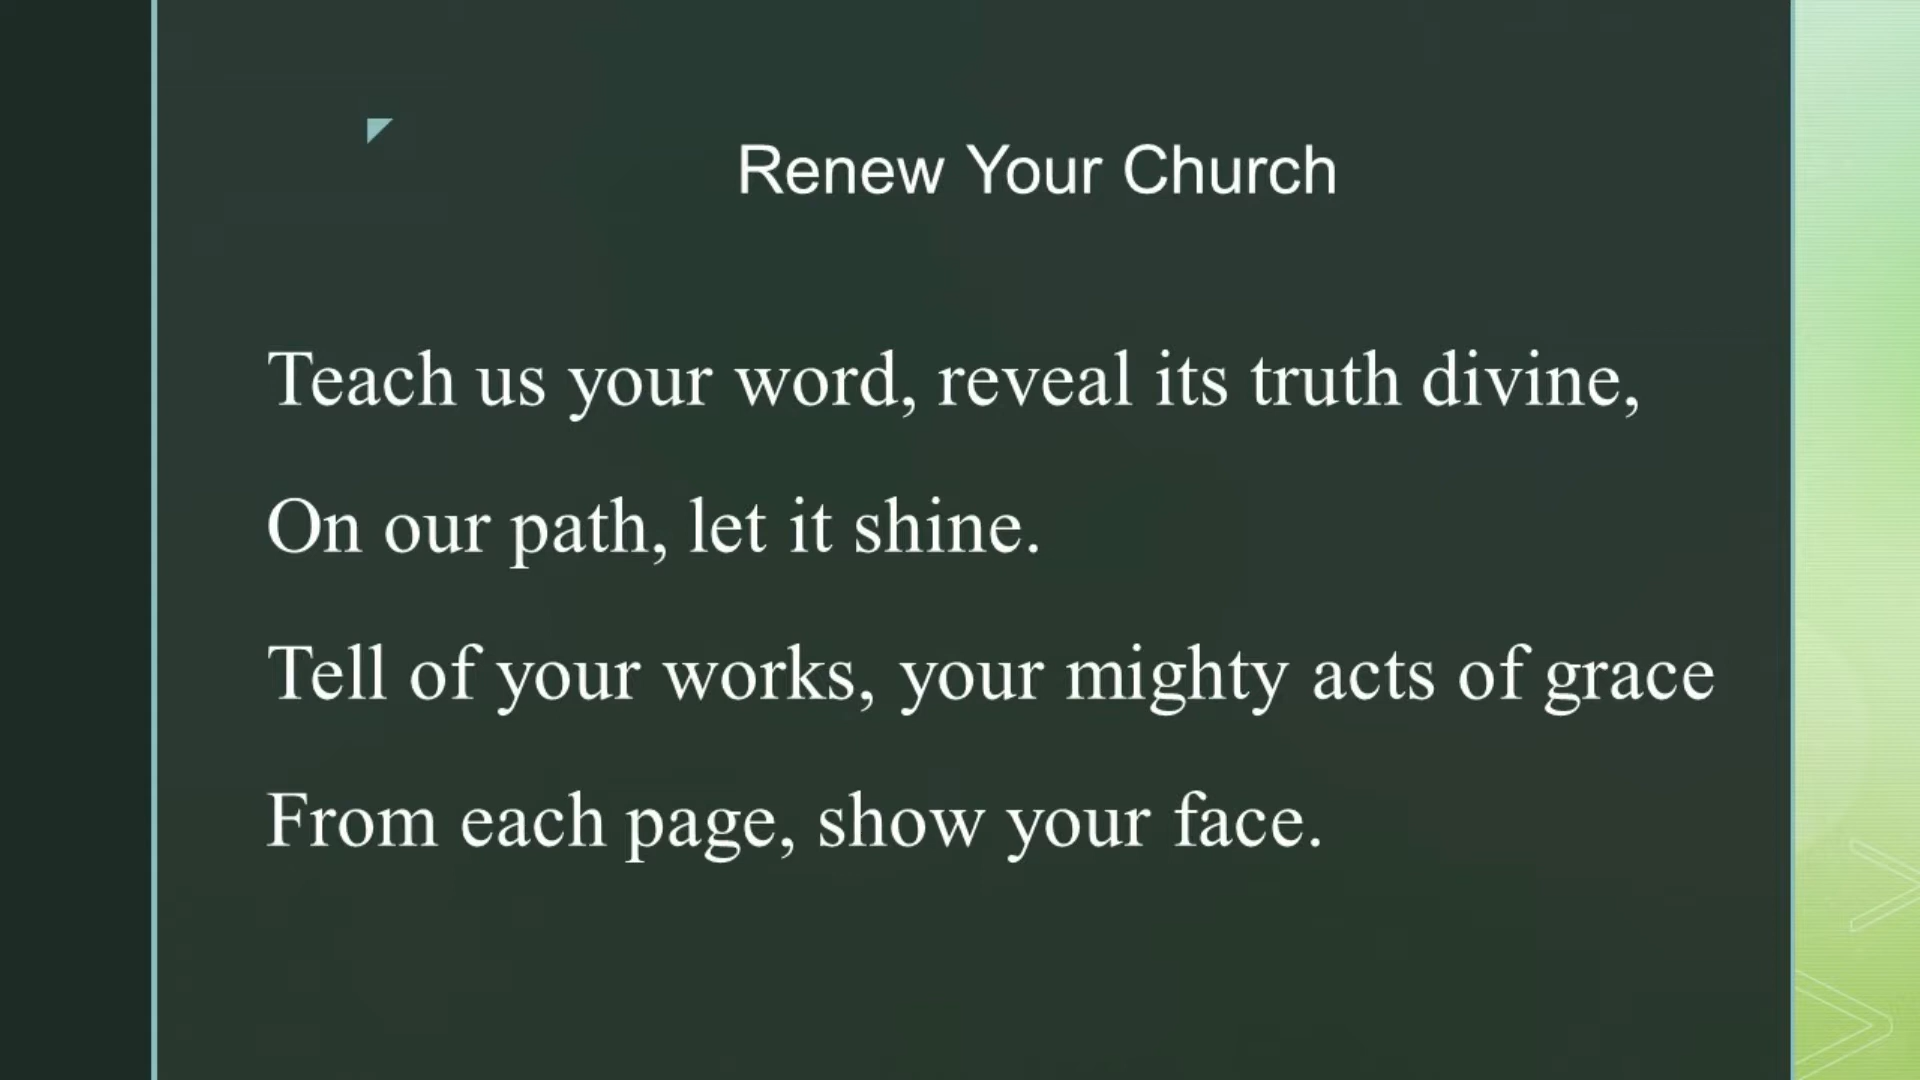 Renew Your Church
Teach us your word, reveal its truth divine,
On our path, let it shine.
Tell of your works, your mighty acts of grace
From each page, show your face.